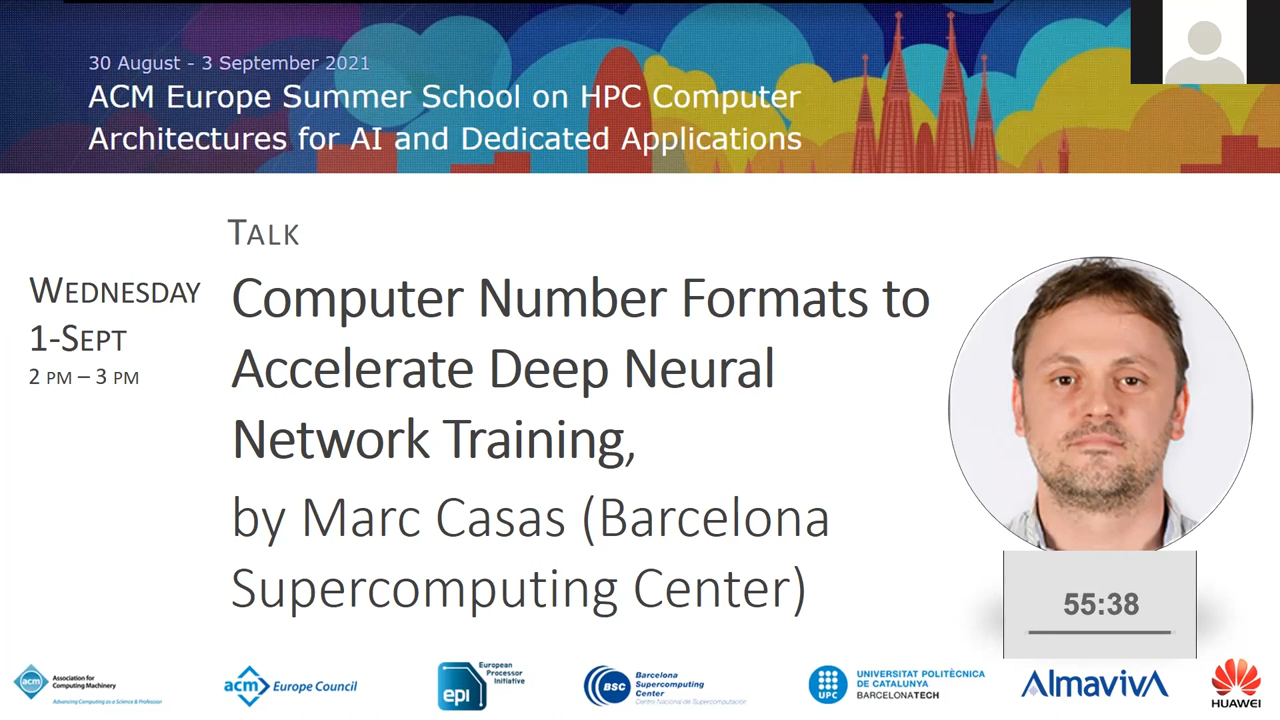 30 August - 3 September 2021
ACM Europe Summer School on HPC Computer
Architectures for AI and Dedicated Applications
TALK
WEDNESDAY
1-SEPT
2 PM – 3 PM
Computer Number Formats to
Accelerate Deep Neural
Network Training,
by Marc Casas (Barcelona
Supercomputing Center)
55:38
acm
Association for
Computing Machinery
Advancing Computing as a Science & Profession
acm Europe Council
epi
European
Processor
Initiative
BSC
Barcelona
Supercomputing
Center
Centro Nacional de Supercomputación
UPC
UNIVERSITAT POLITÈCNICA
DE CATALUNYA
BARCELONATECH
AlmavivA
HUAWEI